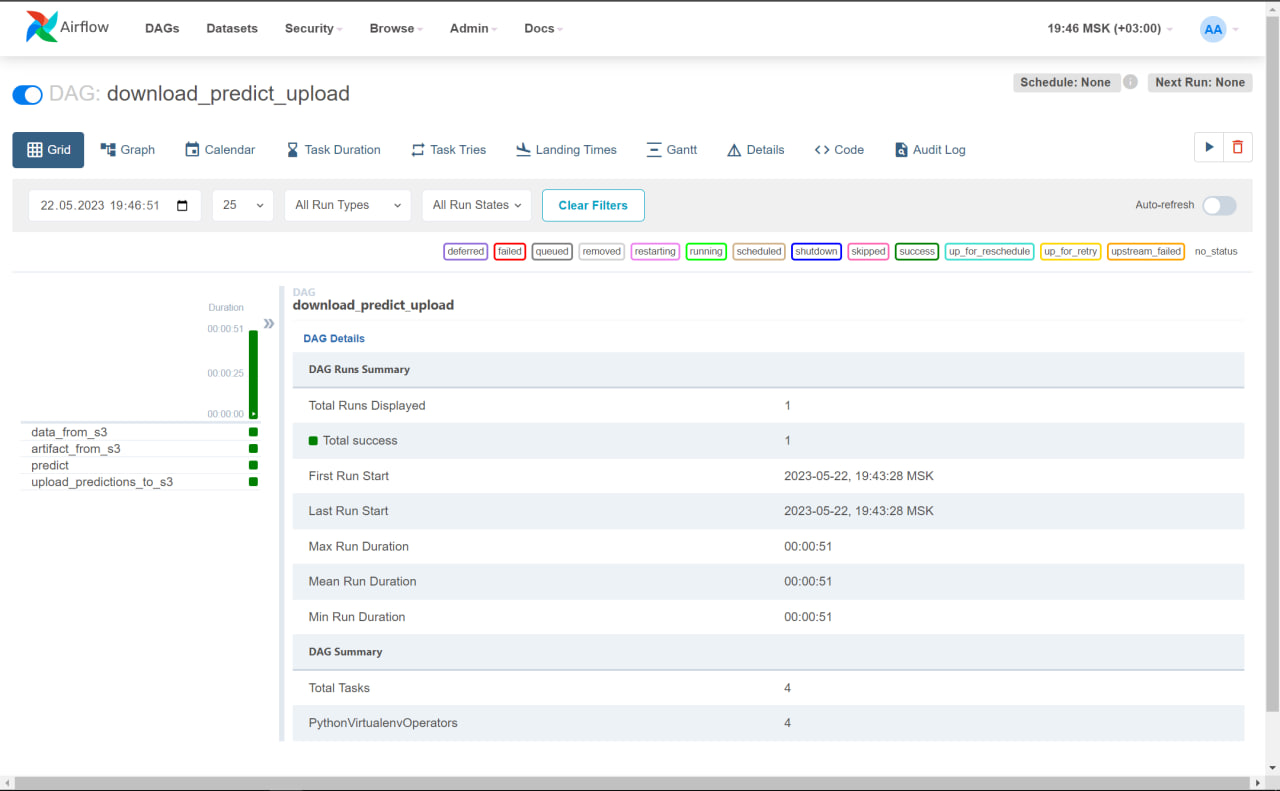 Airflow DAGs Datasets Security Browse Admin Docs 19:46 MSK (+03:00) AA
DAG: download_predict_upload Schedule: None i Next Run: None
Grid Graph Calendar Task Duration Task Tries Landing Times Gantt Details Code Audit Log
22.05.2023 19:46:51 25 All Run Types All Run States Clear Filters Auto-refresh
deferred failed queued removed restarting running scheduled shutdown skipped success up_for_reschedule up_for_retry upstream_failed no_status
Duration
00:00:51
00:00:25
00:00:00
data_from_s3
artifact_from_s3
predict
upload_predictions_to_s3
DAG
download_predict_upload
DAG Details
DAG Runs Summary
Total Runs Displayed 1
Total success 1
First Run Start 2023-05-22, 19:43:28 MSK
Last Run Start 2023-05-22, 19:43:28 MSK
Max Run Duration 00:00:51
Mean Run Duration 00:00:51
Min Run Duration 00:00:51
DAG Summary
Total Tasks 4
PythonVirtualenvOperators 4